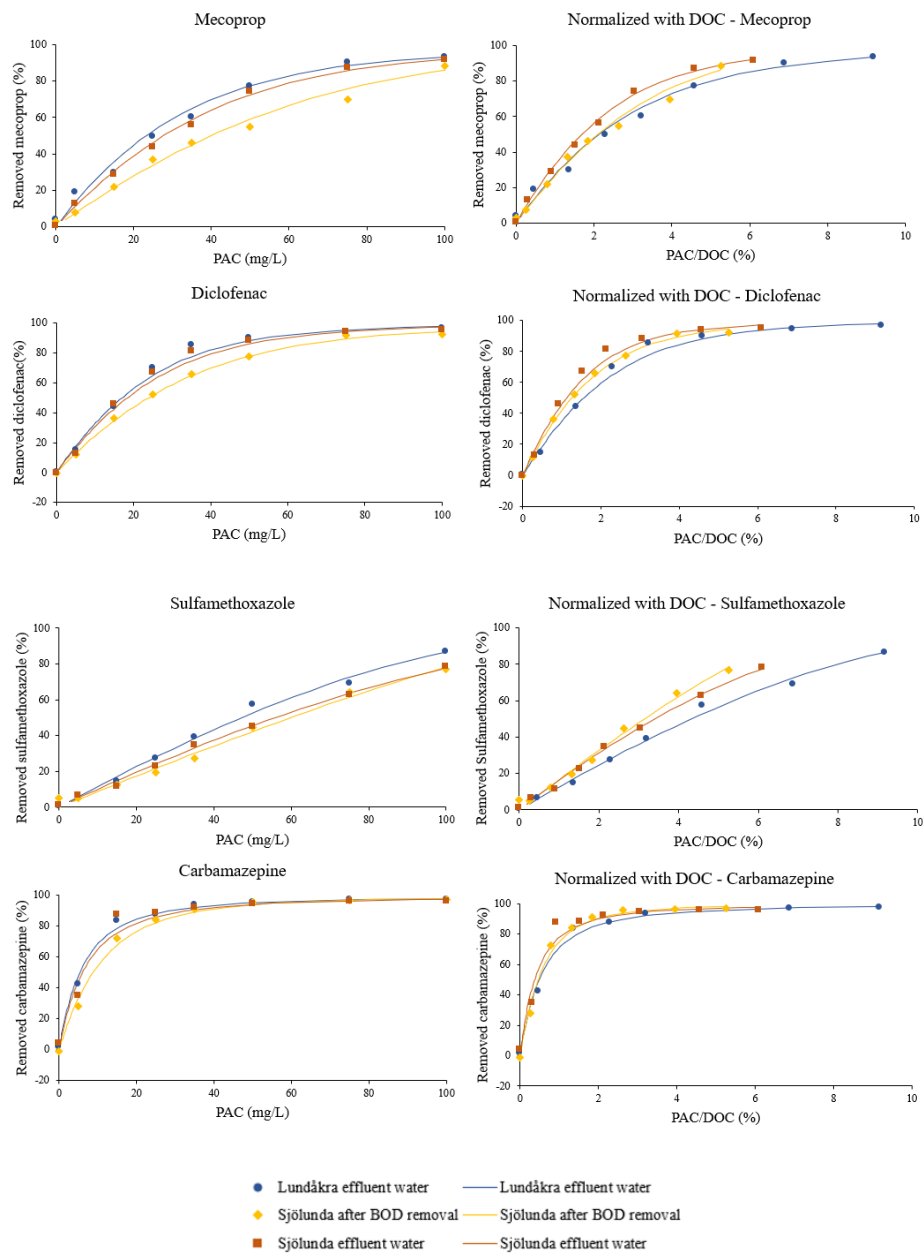 Mecoprop
Normalized with DOC - Mecoprop
Removed mecoprop (%)
100
80
60
40
20
0
0 20 40 60 80 100
PAC (mg/L)
Removed mecoprop (%)
100
80
60
40
20
0
0 2 4 6 8 10
PAC/DOC (%)
Diclofenac
Normalized with DOC - Diclofenac
Removed diclofenac(%)
100
80
60
40
20
0
-20
0 20 40 60 80 100
PAC (mg/L)
Removed diclofenac (%)
100
80
60
40
20
0
-20
0 2 4 6 8 10
PAC/DOC (%)
Sulfamethoxazole
Normalized with DOC - Sulfamethoxazole
Removed sulfamethoxazole (%)
100
80
60
40
20
0
0 20 40 60 80 100
PAC (mg/L)
Removed Sulfamethoxazole (%)
100
80
60
40
20
0
0 2 4 6 8 10
PAC/DOC (%)
Carbamazepine
Normalized with DOC - Carbamazepine
Removed carbamazepine (%)
100
80
60
40
20
0
-20
0 20 40 60 80 100
PAC (mg/L)
Removed carbamazepine (%)
100
80
60
40
20
0
-20
0 2 4 6 8 10
PAC/DOC (%)
Lundåkra effluent water Lundåkra effluent water
Sjölunda after BOD removal Sjölunda after BOD removal
Sjölunda effluent water Sjölunda effluent water